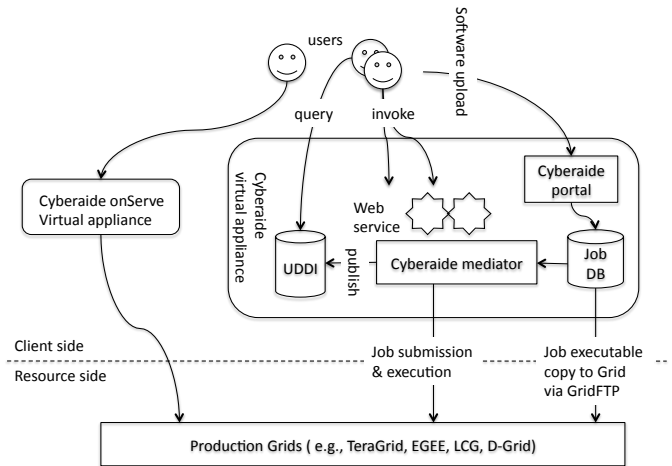 users
Software upload
query
invoke
Cyberaide
portal
Cyberaide onServe
Virtual appliance
Cyberaide
virtual appliance
Web
service
UDDI
publish
Cyberaide mediator
Job
DB
Client side
Resource side
Job submission
& execution
Job executable
copy to Grid
via GridFTP
Production Grids ( e.g., TeraGrid, EGEE, LCG, D-Grid)